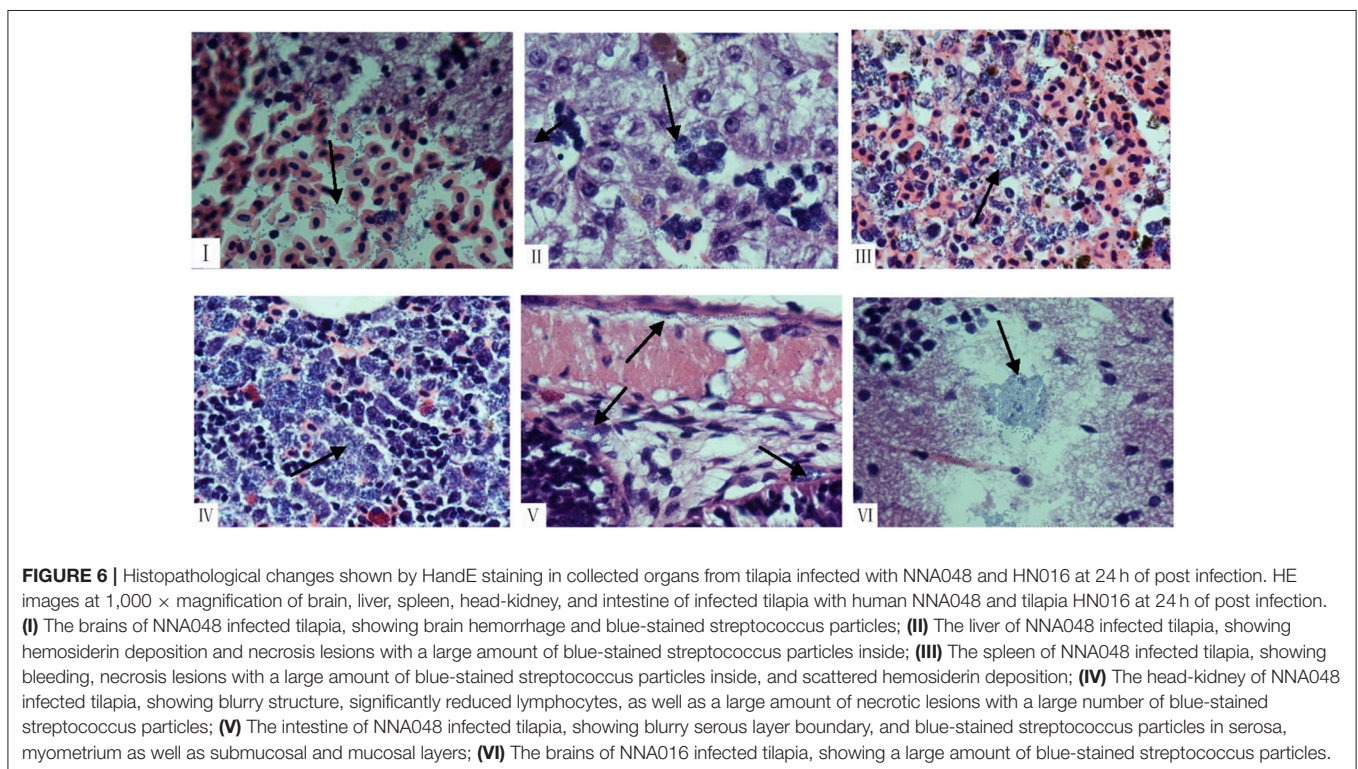 I
II
III
IV
V
VI
FIGURE 6 | Histopathological changes shown by HandE staining in collected organs from tilapia infected with NNA048 and HN016 at 24 h of post infection. HE
images at 1,000 × magnification of brain, liver, spleen, head-kidney, and intestine of infected tilapia with human NNA048 and tilapia HN016 at 24 h of post infection.
(I) The brains of NNA048 infected tilapia, showing brain hemorrhage and blue-stained streptococcus particles; (II) The liver of NNA048 infected tilapia, showing
hemosiderin deposition and necrosis lesions with a large amount of blue-stained streptococcus particles inside; (III) The spleen of NNA048 infected tilapia, showing
bleeding, necrosis lesions with a large amount of blue-stained streptococcus particles inside, and scattered hemosiderin deposition; (IV) The head-kidney of NNA048
infected tilapia, showing blurry structure, significantly reduced lymphocytes, as well as a large amount of necrotic lesions with a large number of blue-stained
streptococcus particles; (V) The intestine of NNA048 infected tilapia, showing blurry serous layer boundary, and blue-stained streptococcus particles in serosa,
myometrium as well as submucosal and mucosal layers; (VI) The brains of NNA016 infected tilapia, showing a large amount of blue-stained streptococcus particles.